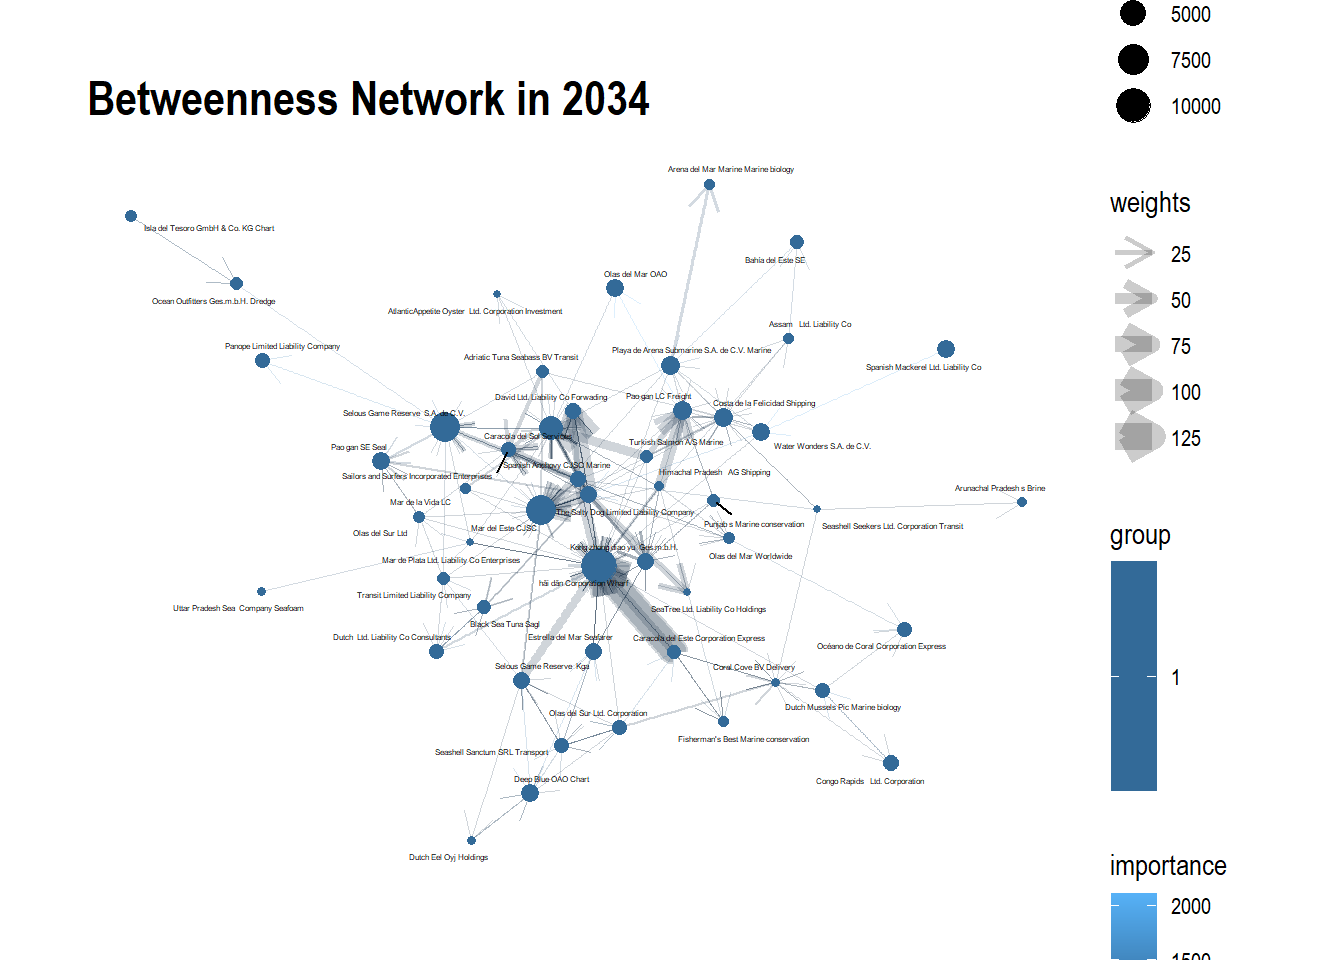 5000
7500
10000
Betweenness Network in 2034
Arena del Mar Marine Marine biology
weights
Isla del Tesoro GmbH & Co. KG Chart
25
Bahía del Este SE
Olas del Mar OAO
Ocean Outfitters Ges.m.b.H. Dredge
50
AtlanticAppetite Oyster Ltd. Corporation Investment
Assam Ltd. Liability Co
75
Panope Limited Liability Company
Playa de Arena Submarine S.A. de C.V. Marine
Adriatic Tuna Seabass BV Transit
Spanish Mackerel Ltd. Liability Co
100
David Ltd. Liability Co Forwading
Pao gan LC Freight
Costa de la Felicidad Shipping
Selous Game Reserve S.A. de C.V.
125
Caracola del Sol Services
Turkish Salmon A/S Marine
Water Wonders S.A. de C.V.
Pao gan SE Seal
Spanish Anchovy CJSC Marine
Sailors and Surfers Incorporated Enterprises
Himachal Pradesh AG Shipping
Arunachal Pradesh s Brine
Mar de la Vida LC
The Salty Dog Limited Liability Company
Punjab s Marine conservation
Seashell Seekers Ltd. Corporation Transit
Mar del Este CJSC
Olas del Sur Ltd
group
Kong zhong diao yu Ges.m.b.H.
Olas del Mar Worldwide
Mar de Plata Ltd. Liability Co Enterprises
hăi dăn Corporation Wharf
Transit Limited Liability Company
Uttar Pradesh Sea Company Seafoam
SeaTree Ltd. Liability Co Holdings
Black Sea Tuna Sagl
Dutch Ltd. Liability Co Consultants
Estrella del Mar Seafarer
Caracola del Este Corporation Express
Océano de Coral Corporation Express
Selous Game Reserve Kga
Coral Cove BV Delivery
1
Dutch Mussels Plc Marine biology
Olas del Sur Ltd. Corporation
Fisherman's Best Marine conservation
Seashell Sanctum SRL Transport
Deep Blue OAO Chart
Congo Rapids Ltd. Corporation
Dutch Eel Oyj Holdings
importance
2000
1500